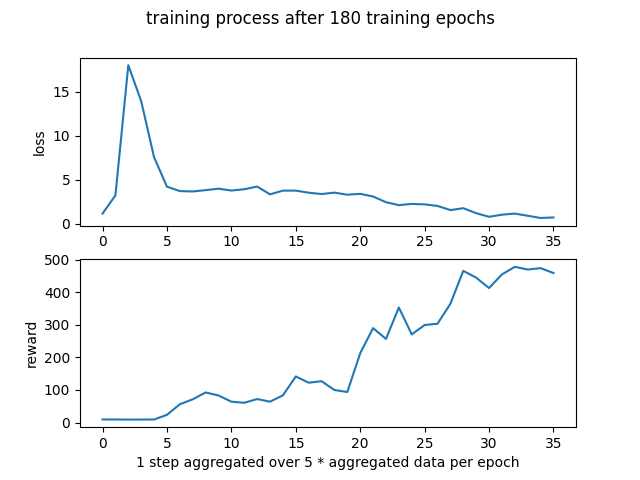 training process after 180 training epochs
15
10
5
0
loss
0 5 10 15 20 25 30 35
500
400
300
200
100
0
reward
0 5 10 15 20 25 30 35
1 step aggregated over 5 * aggregated data per epoch